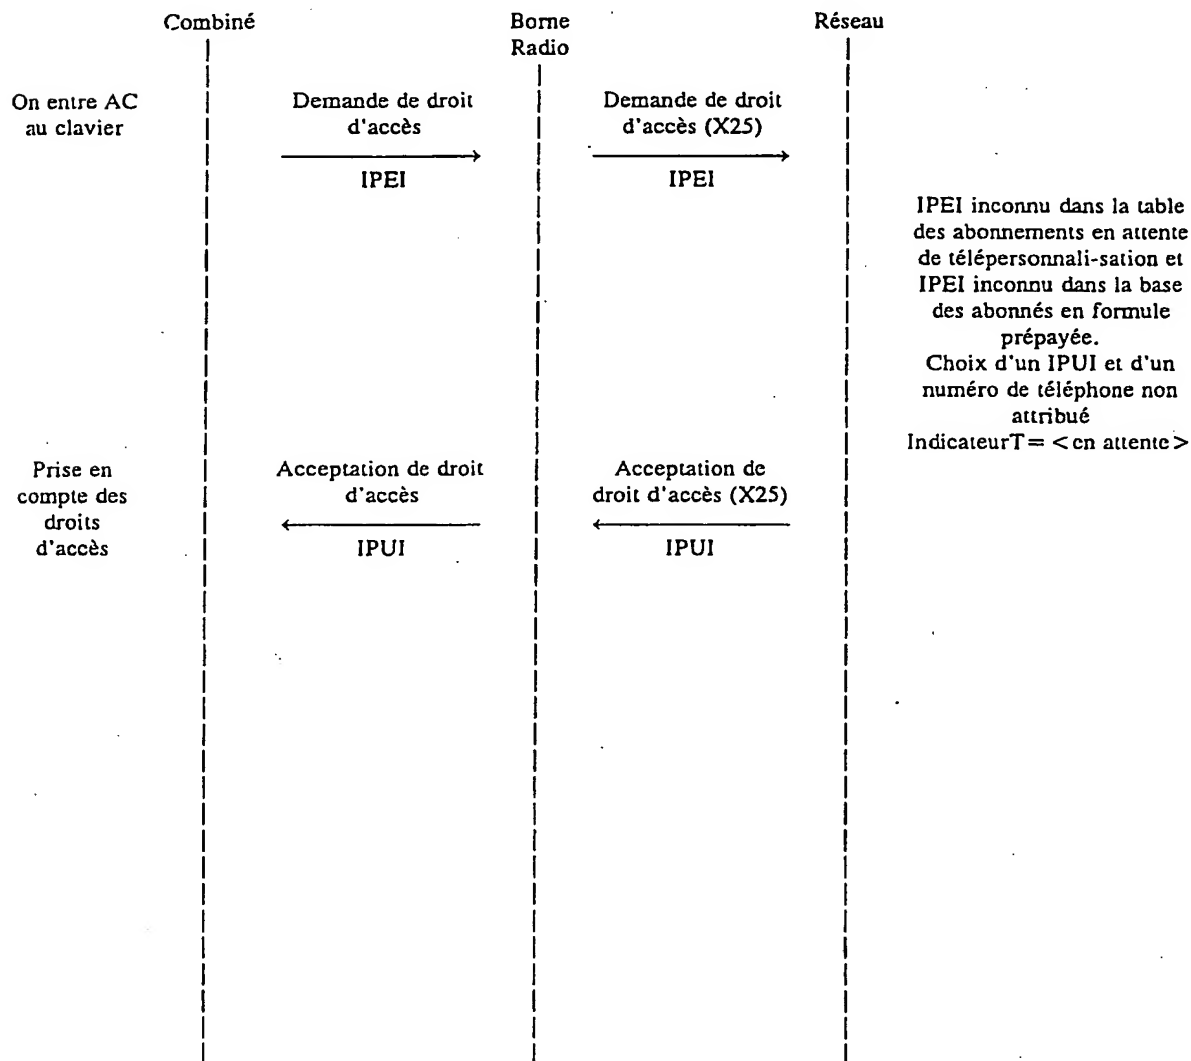 Combiné
Borne
Radio
Réseau
On entre AC
au clavier
Demande de droit
d'accès
IPEI
Demande de droit
d'accès (X25)
IPEI
IPEI inconnu dans la table
des abonnements en attente
de télépersonnali-sation et
IPEI inconnu dans la base
des abonnés en formule
prépayée.
Choix d'un IPUI et d'un
numéro de téléphone non
attribué
IndicateurT= <en attente>
Prise en
compte des
droits
d'accès
Acceptation de droit
d'accès
IPUI
Acceptation de
droit d'accès (X25)
IPUI